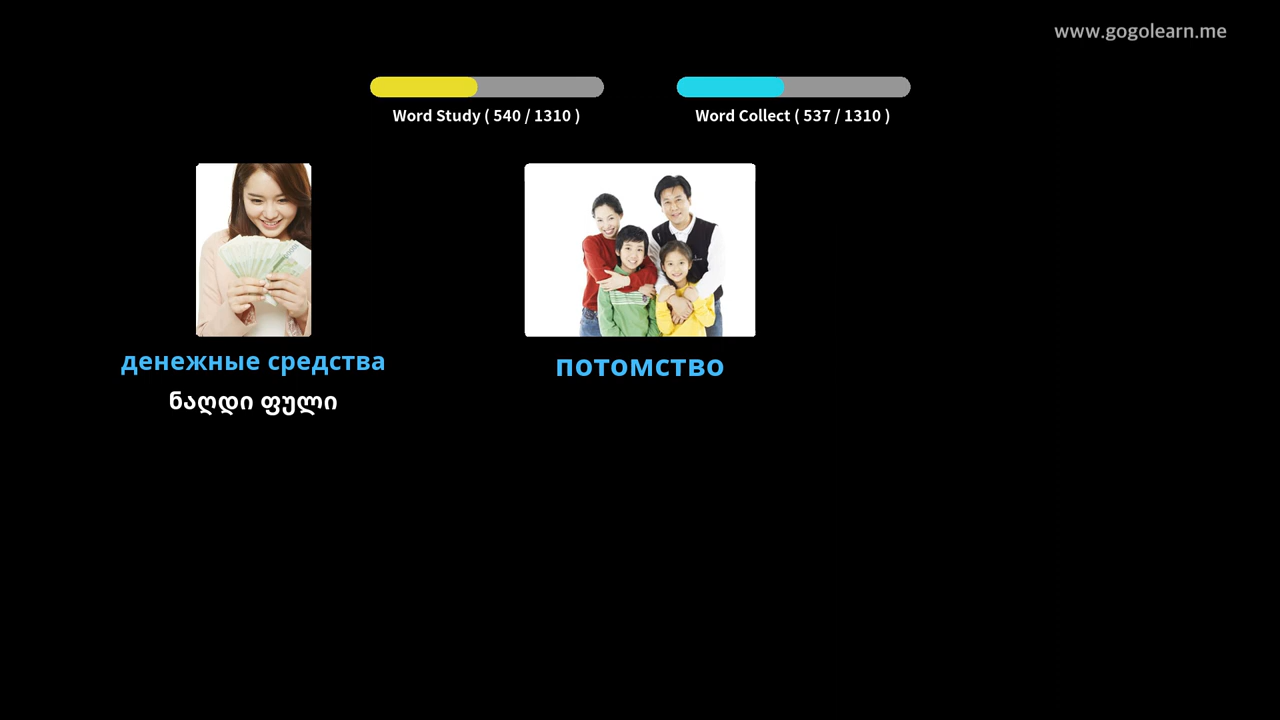 www.gogolearn.me
Word Study ( 540 / 1310 )
Word Collect ( 537 / 1310 )
денежные средства
ნაღდი ფული
потомство